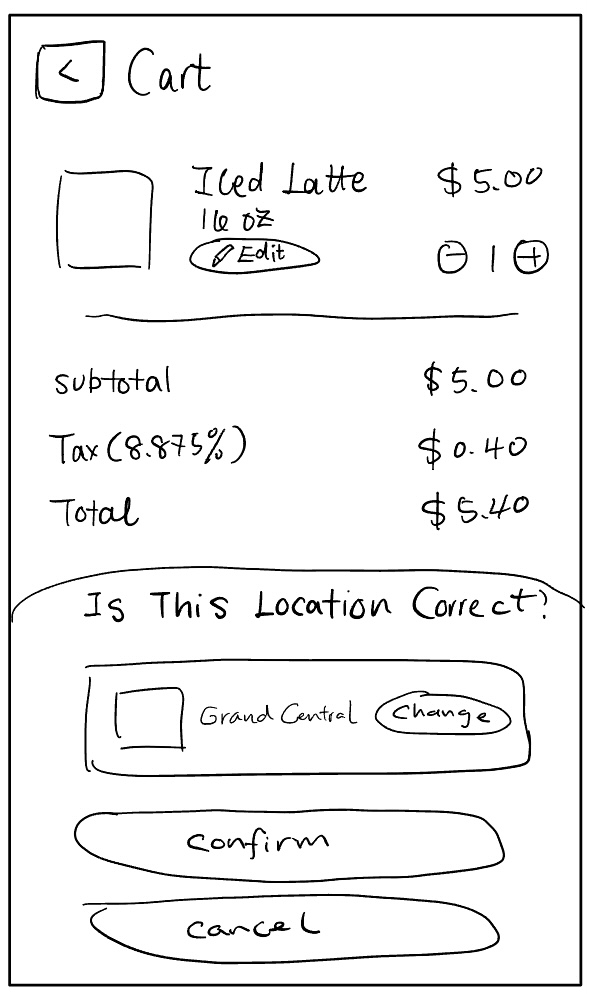 < Cart
Iced Latte $5.00
16 oz
Edit - 1 +
subtotal $5.00
Tax (8.875%) $0.40
Total $5.40
Is This Location Correct?
Grand Central Change
confirm
cancel